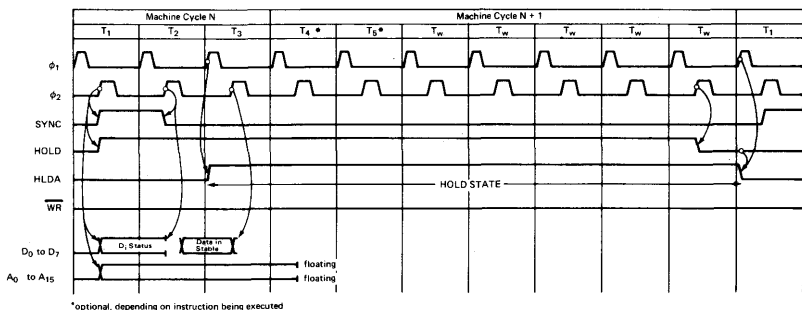 Machine Cycle N
Machine Cycle N + 1
T1 T2 T3 T4 * T5 * Tw Tw Tw Tw Tw T1
ϕ1
ϕ2
SYNC
HOLD
HLDA
HOLD STATE
WR
D0 to D7
Di Status
Data in
Stable
floating
A0 to A15
floating
*optional, depending on instruction being executed